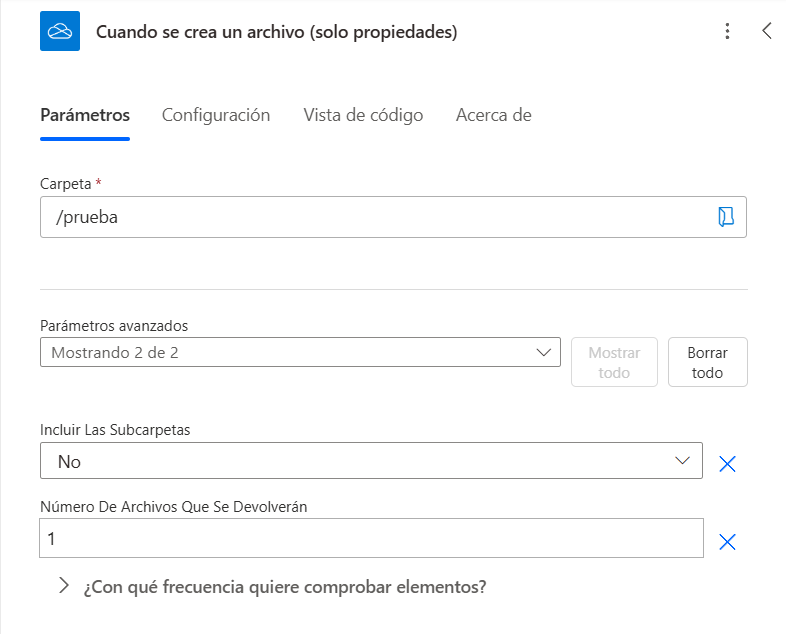 Cuando se crea un archivo (solo propiedades)
Parámetros Configuración Vista de código Acerca de
Carpeta *
/prueba
Parámetros avanzados
Mostrando 2 de 2
Mostrar
todo
Borrar
todo
Incluir Las Subcarpetas
No
Número De Archivos Que Se Devolverán
1
¿Con qué frecuencia quiere comprobar elementos?